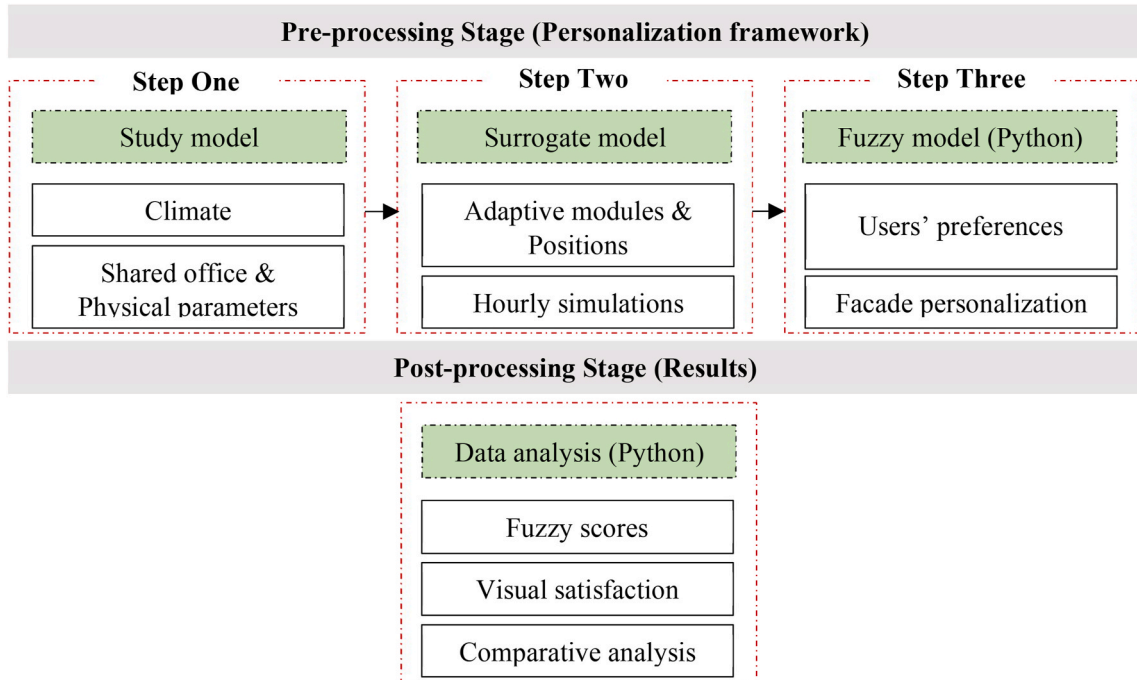 Pre-processing Stage (Personalization framework)
Step One
Study model
Climate
Shared office &
Physical parameters
Step Two
Surrogate model
Adaptive modules &
Positions
Hourly simulations
Step Three
Fuzzy model (Python)
Users’ preferences
Facade personalization
Post-processing Stage (Results)
Data analysis (Python)
Fuzzy scores
Visual satisfaction
Comparative analysis